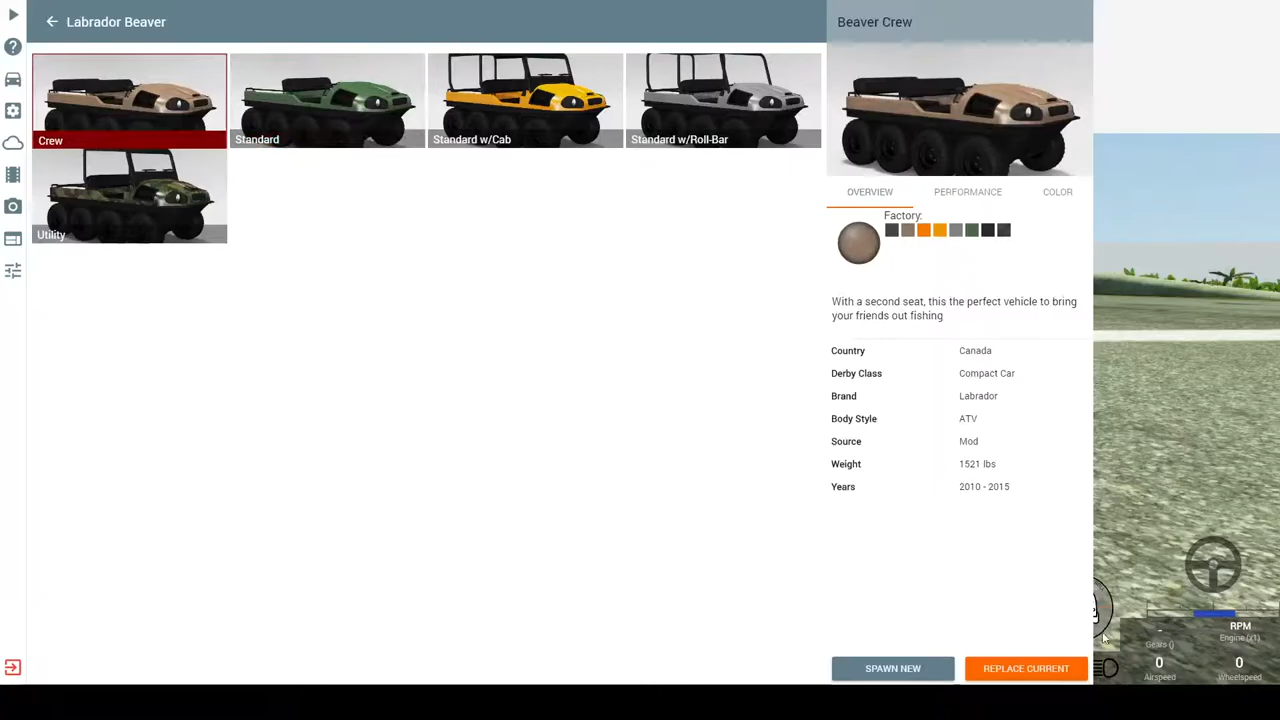 Labrador Beaver
Crew
Standard
Standard w/Cab
Standard w/Roll-Bar
Utility
Beaver Crew
OVERVIEW PERFORMANCE COLOR
Factory:
With a second seat, this the perfect vehicle to bring
your friends out fishing
Country Canada
Derby Class Compact Car
Brand Labrador
Body Style ATV
Source Mod
Weight 1521 lbs
Years 2010 - 2015
SPAWN NEW REPLACE CURRENT
- RPM
Gears () Engine (x1)
0 0
Airspeed Wheelspeed